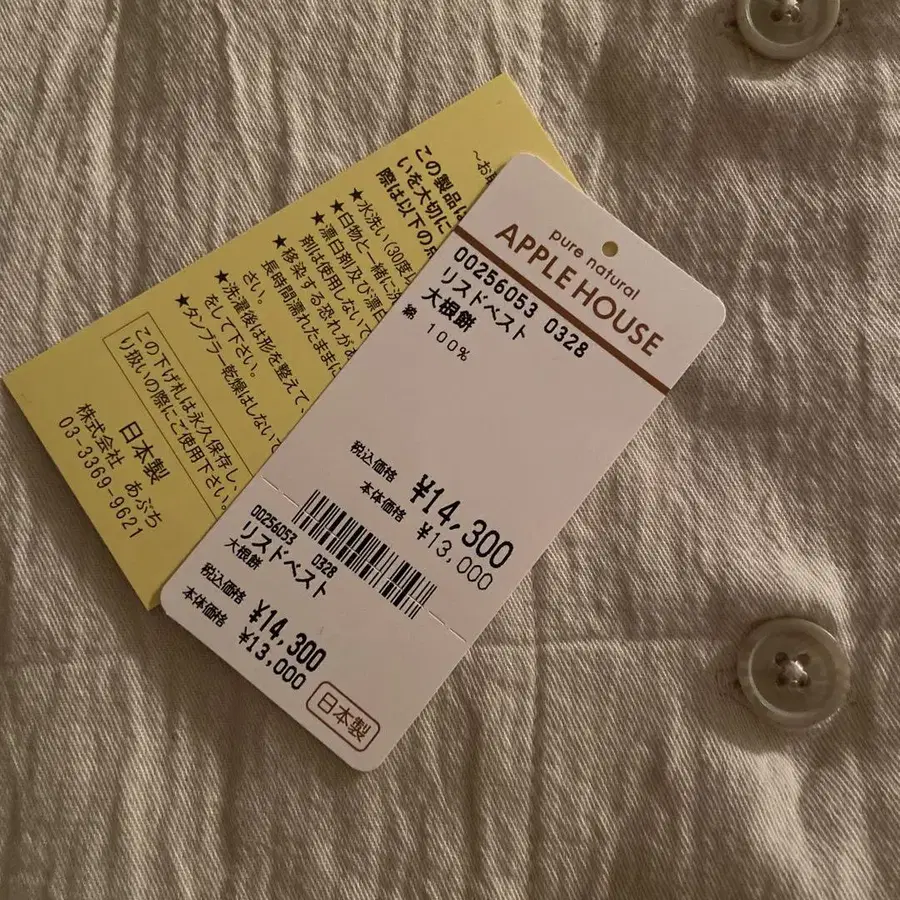 pure natural
APPLE HOUSE
00256053 0328
リスドベスト
大根餅
綿 100%
税込価格 ¥14,300
本体価格 ¥13,000
00256053 0328
リスドベスト
大根餅
税込価格 ¥14,300
本体価格 ¥13,000
日本製
~お
この製品は
いを大切に
際は以下の
★水洗い(30度
★白物と一緒に洗
★漂白剤及び漂白
剤は使用しないで
★移染する恐れがあ
長時間濡れたままに
さい。
★洗濯後は形を整えて、
をして下さい。
★タンブラー乾燥はしないで
この下げ札は永久保存し、
り扱いの際にご使用下さい。
日本製
株式会社 あぷち
03-3369-9621